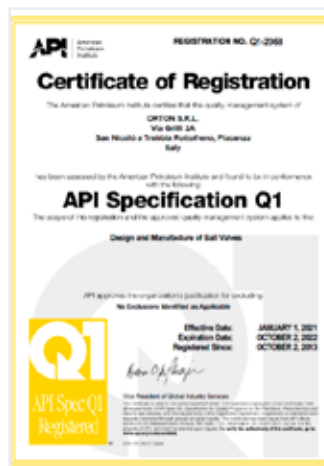 API
American
Petroleum
Institute
REGISTRATION NO. Q1-2068
Certificate of Registration
The American Petroleum Institute certifies that the quality management system of
ORTON S.R.L.
Via Grilli 2A
San Nicolò a Trebbia Rottofreno, Piacenza
Italy
has been assessed by the American Petroleum Institute and found to be in conformance
with the following:
API Specification Q1
The scope of this registration and the approved quality management system applies to the:
Design and Manufacture of Ball Valves
API approves the organization's justification for excluding:
No Exclusions Identified as Applicable
Effective Date: JANUARY 1, 2021
Expiration Date: OCTOBER 2, 2022
Registered Since: OCTOBER 2, 2013
Q1
API Spec Q1
Registered
Vice President of Global Industry Services